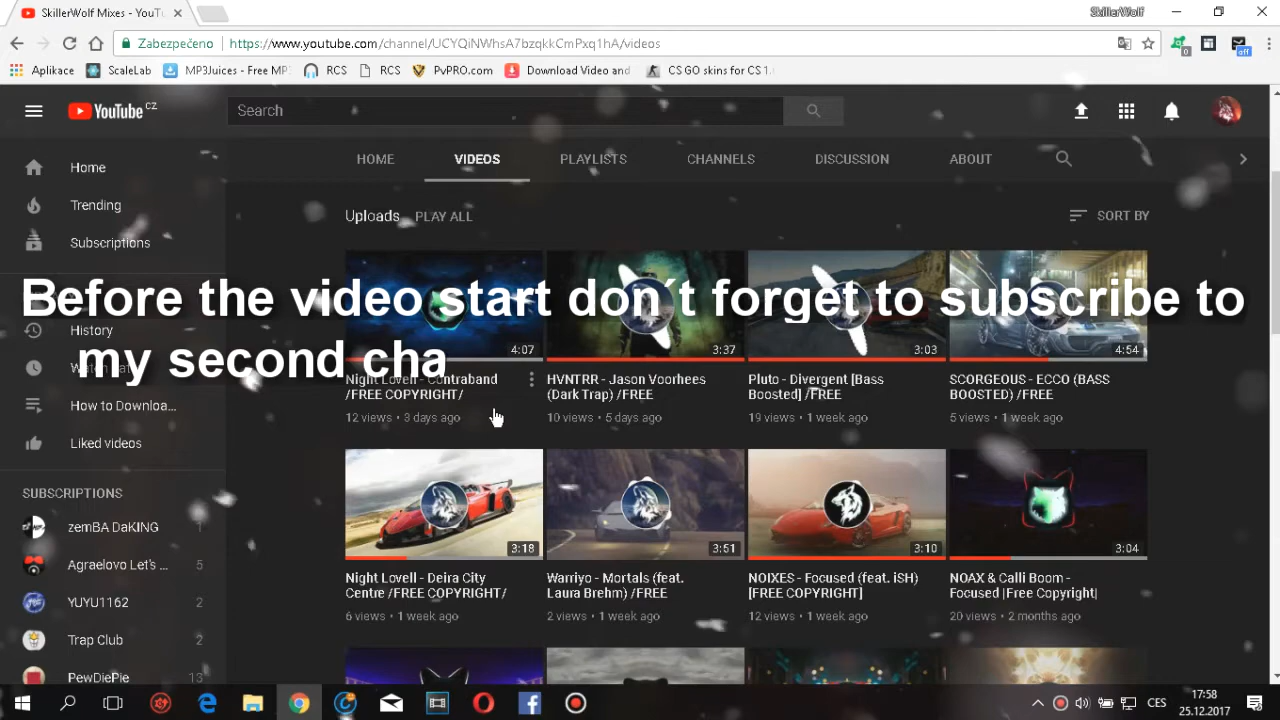 SkillerWolf Mixes - YouTu
SkillerWolf
Zabezpečeno
https://www.youtube.com/channel/
/videos
Aplikace
ScaleLab
MP3Juices - Free MP
RCS
RCS
PvPRO.com
Download Video and
CS GO skins for CS 1.
off
YouTube CZ
Search
HOME
VIDEOS
PLAYLISTS
CHANNELS
DISCUSSION
ABOUT
Home
Trending
Subscriptions
History
How to Downloa...
Liked videos
SUBSCRIPTIONS
zemBA DaKING 1
Agraelovo Let's ... 5
YUYU1162 2
Trap Club 2
PewDiePie 13
Uploads PLAY ALL
SORT BY
Before the video start don´t forget to subscribe to
my second cha
4:07
Night Lovell - Contraband
/FREE COPYRIGHT/
12 views • 3 days ago
3:37
HVNTRR - Jason Voorhees
(Dark Trap) /FREE
10 views • 5 days ago
3:03
Pluto - Divergent [Bass
Boosted] /FREE
19 views • 1 week ago
4:54
SCORGEOUS - ECCO (BASS
BOOSTED) /FREE
5 views • 1 week ago
3:18
Night Lovell - Deira City
Centre /FREE COPYRIGHT/
6 views • 1 week ago
3:51
Warriyo - Mortals (feat.
Laura Brehm) /FREE
2 views • 1 week ago
3:10
NOIXES - Focused (feat. iSH)
[FREE COPYRIGHT]
12 views • 1 week ago
3:04
NOAX & Calli Boom -
Focused |Free Copyright|
20 views • 2 months ago
CES
17:58
25.12.2017